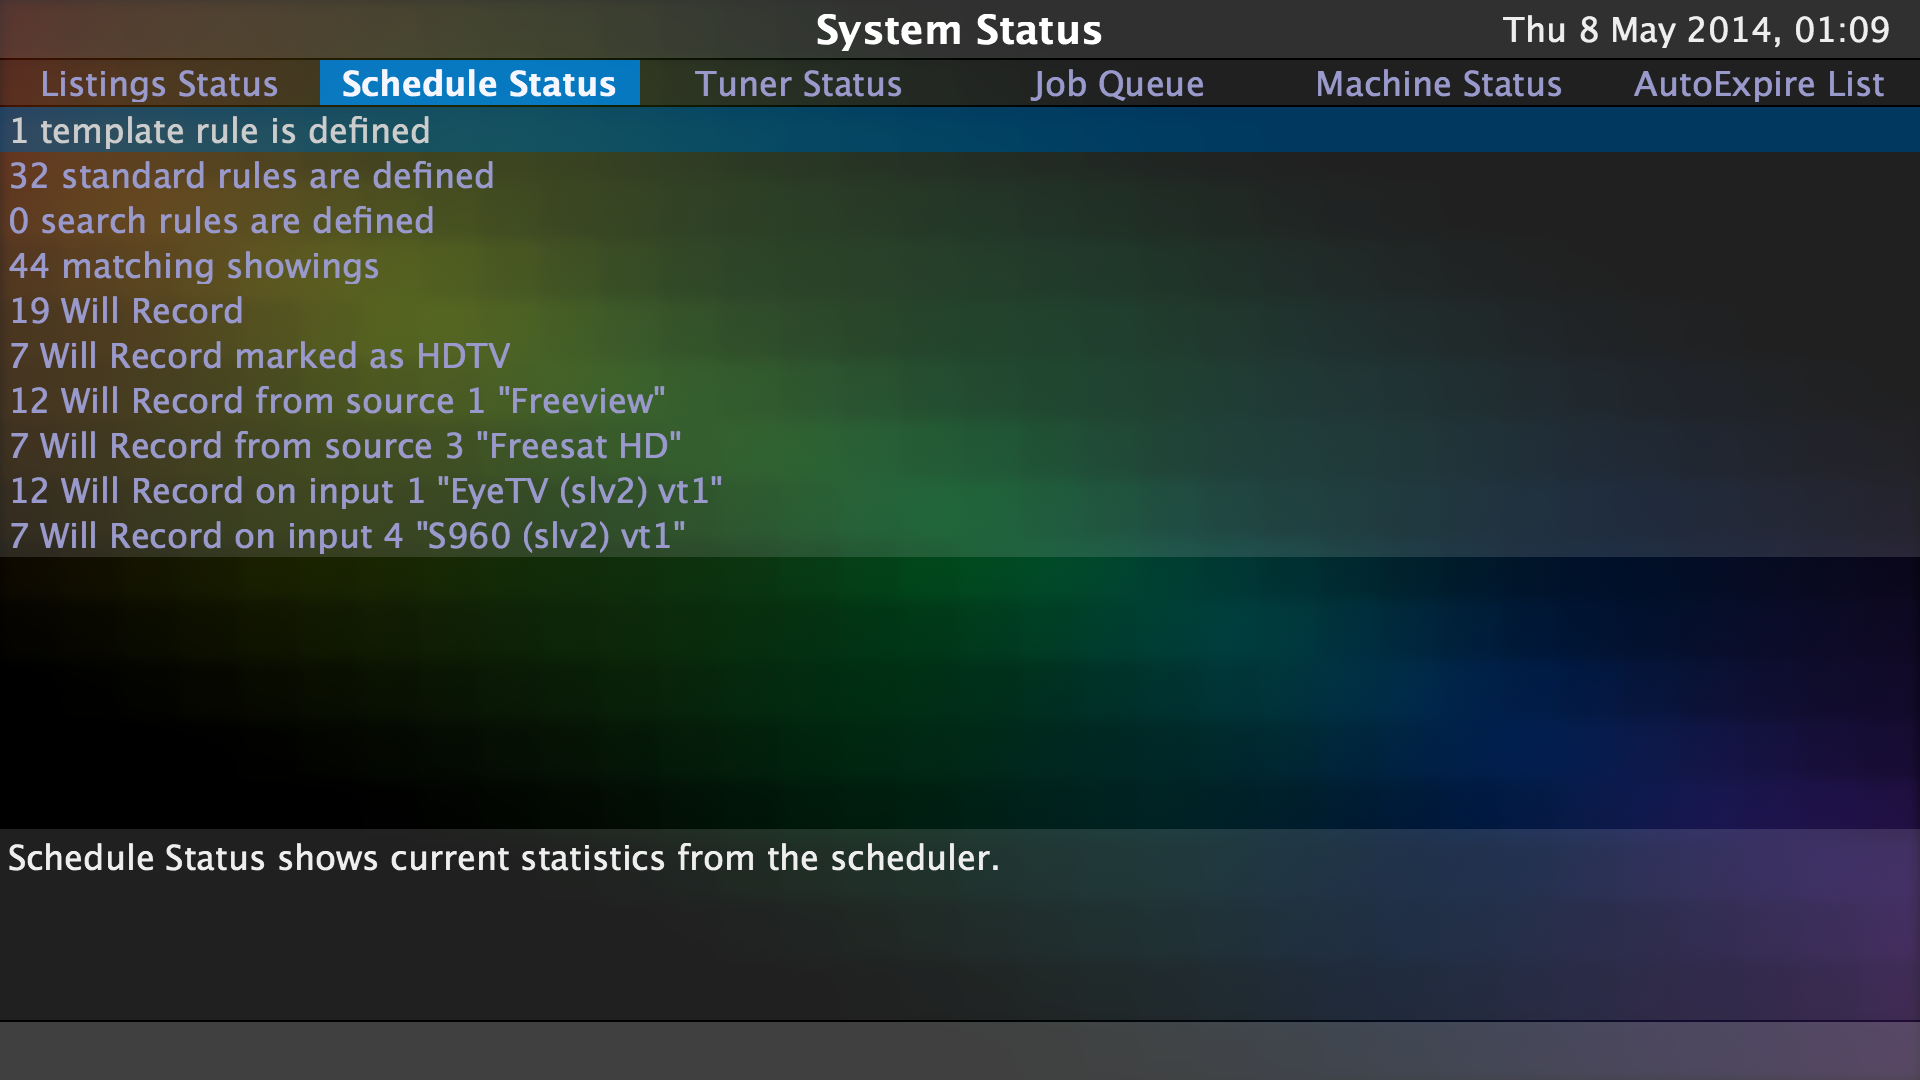 System Status
Thu 8 May 2014, 01:09
Listings Status
Schedule Status
Tuner Status
Job Queue
Machine Status
AutoExpire List
1 template rule is defined
32 standard rules are defined
0 search rules are defined
44 matching showings
19 Will Record
7 Will Record marked as HDTV
12 Will Record from source 1 "Freeview"
7 Will Record from source 3 "Freesat HD"
12 Will Record on input 1 "EyeTV (slv2) vt1"
7 Will Record on input 4 "S960 (slv2) vt1"
Schedule Status shows current statistics from the scheduler.